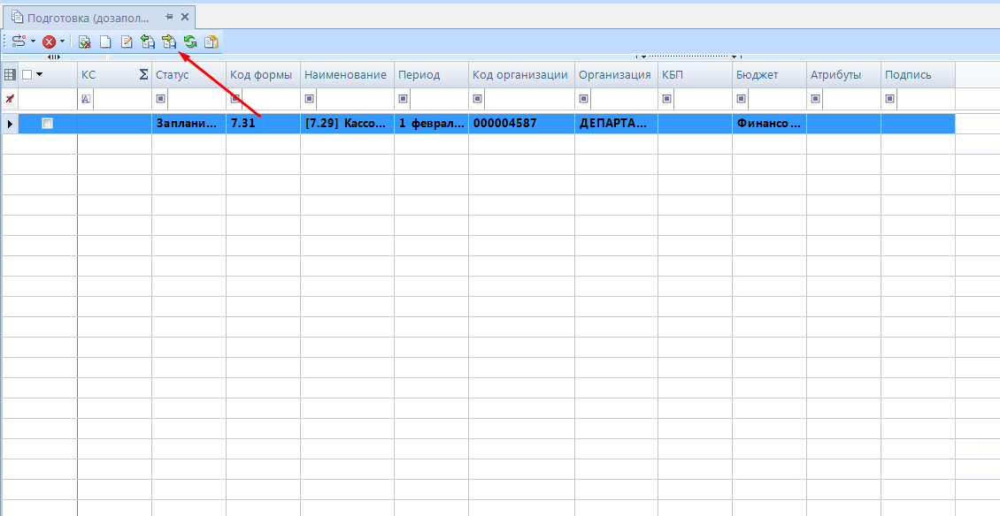 Подготовка (дозапол...
КС Σ Статус Код формы Наименование Период Код организации Организация КБП Бюджет Атрибуты Подпись
A
Заплани... 7.31 [7.29] Кассо... 1 феврал... 000004587 ДЕПАРТА... Финансо ...